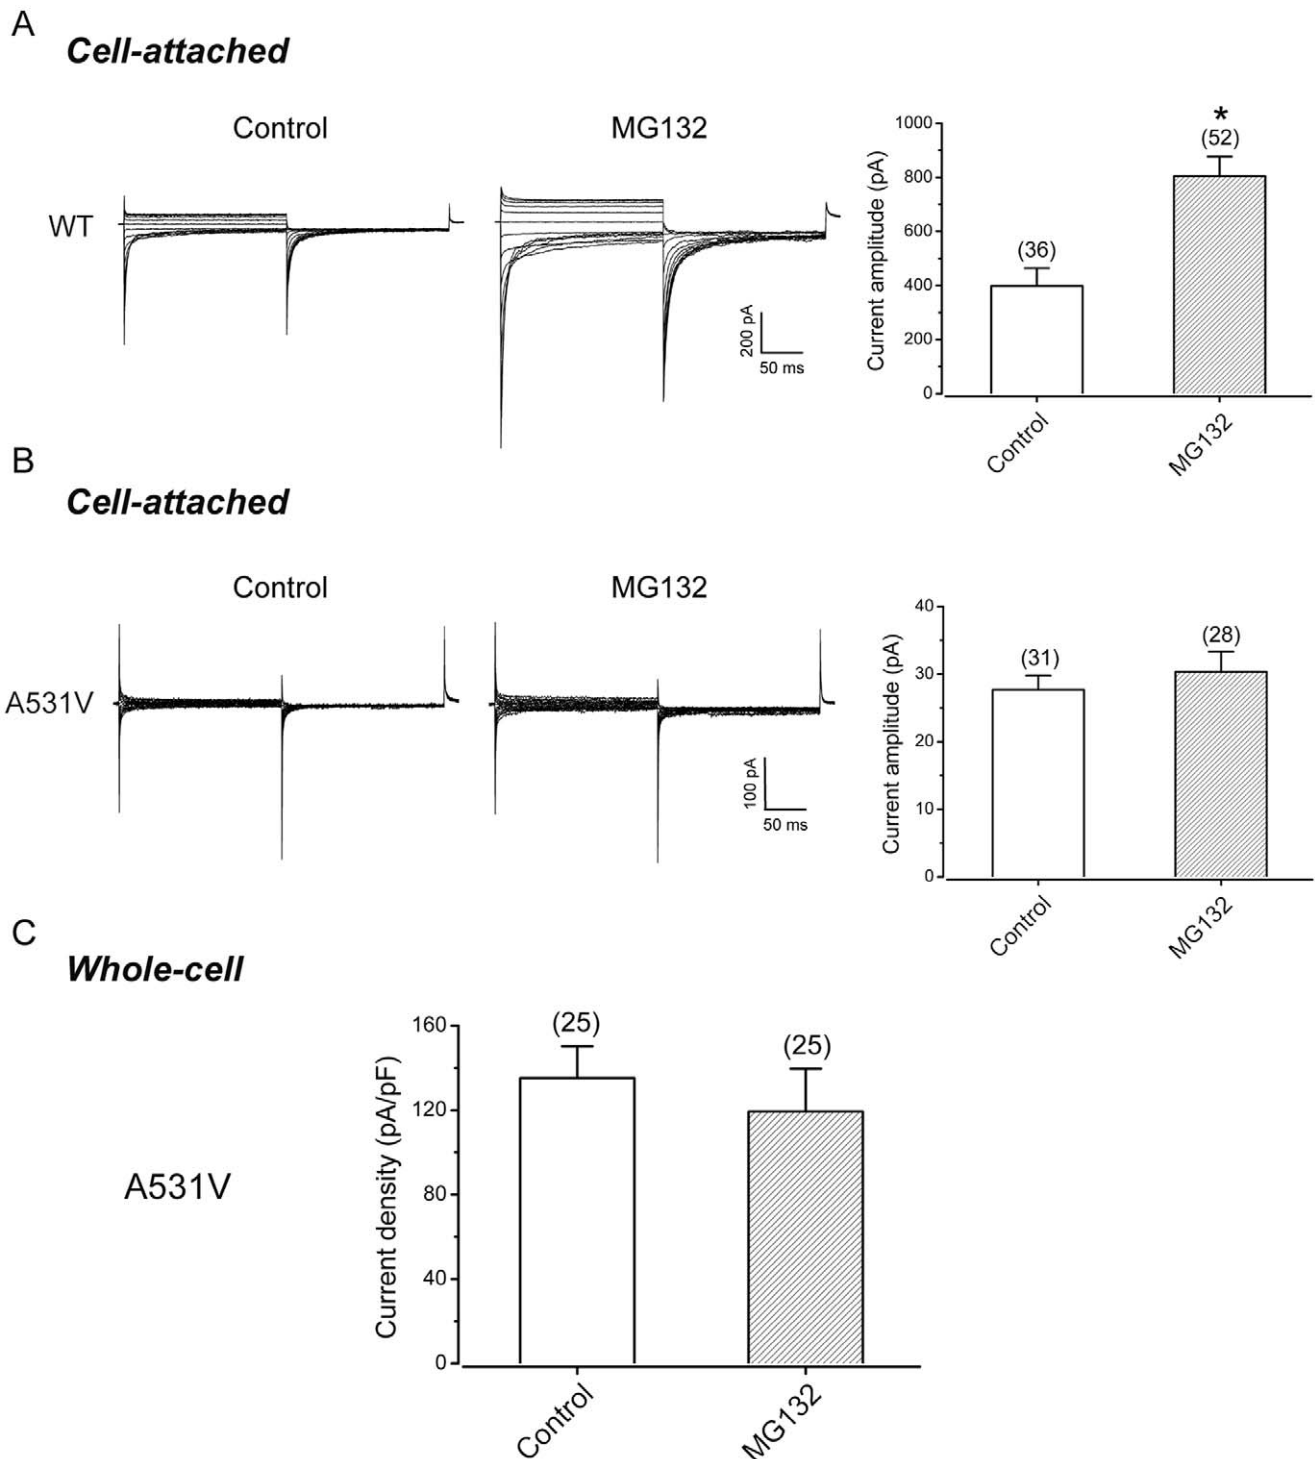 A
Cell-attached
Control
MG132
WT
200 pA
50 ms
Current amplitude (pA)
1000
800
600
400
200
0
(36)
*
(52)
Control
MG132
B
Cell-attached
Control
MG132
A531V
100 pA
50 ms
Current amplitude (pA)
40
30
20
10
0
(31)
(28)
Control
MG132
C
Whole-cell
A531V
Current density (pA/pF)
160
120
80
40
0
(25)
(25)
Control
MG132